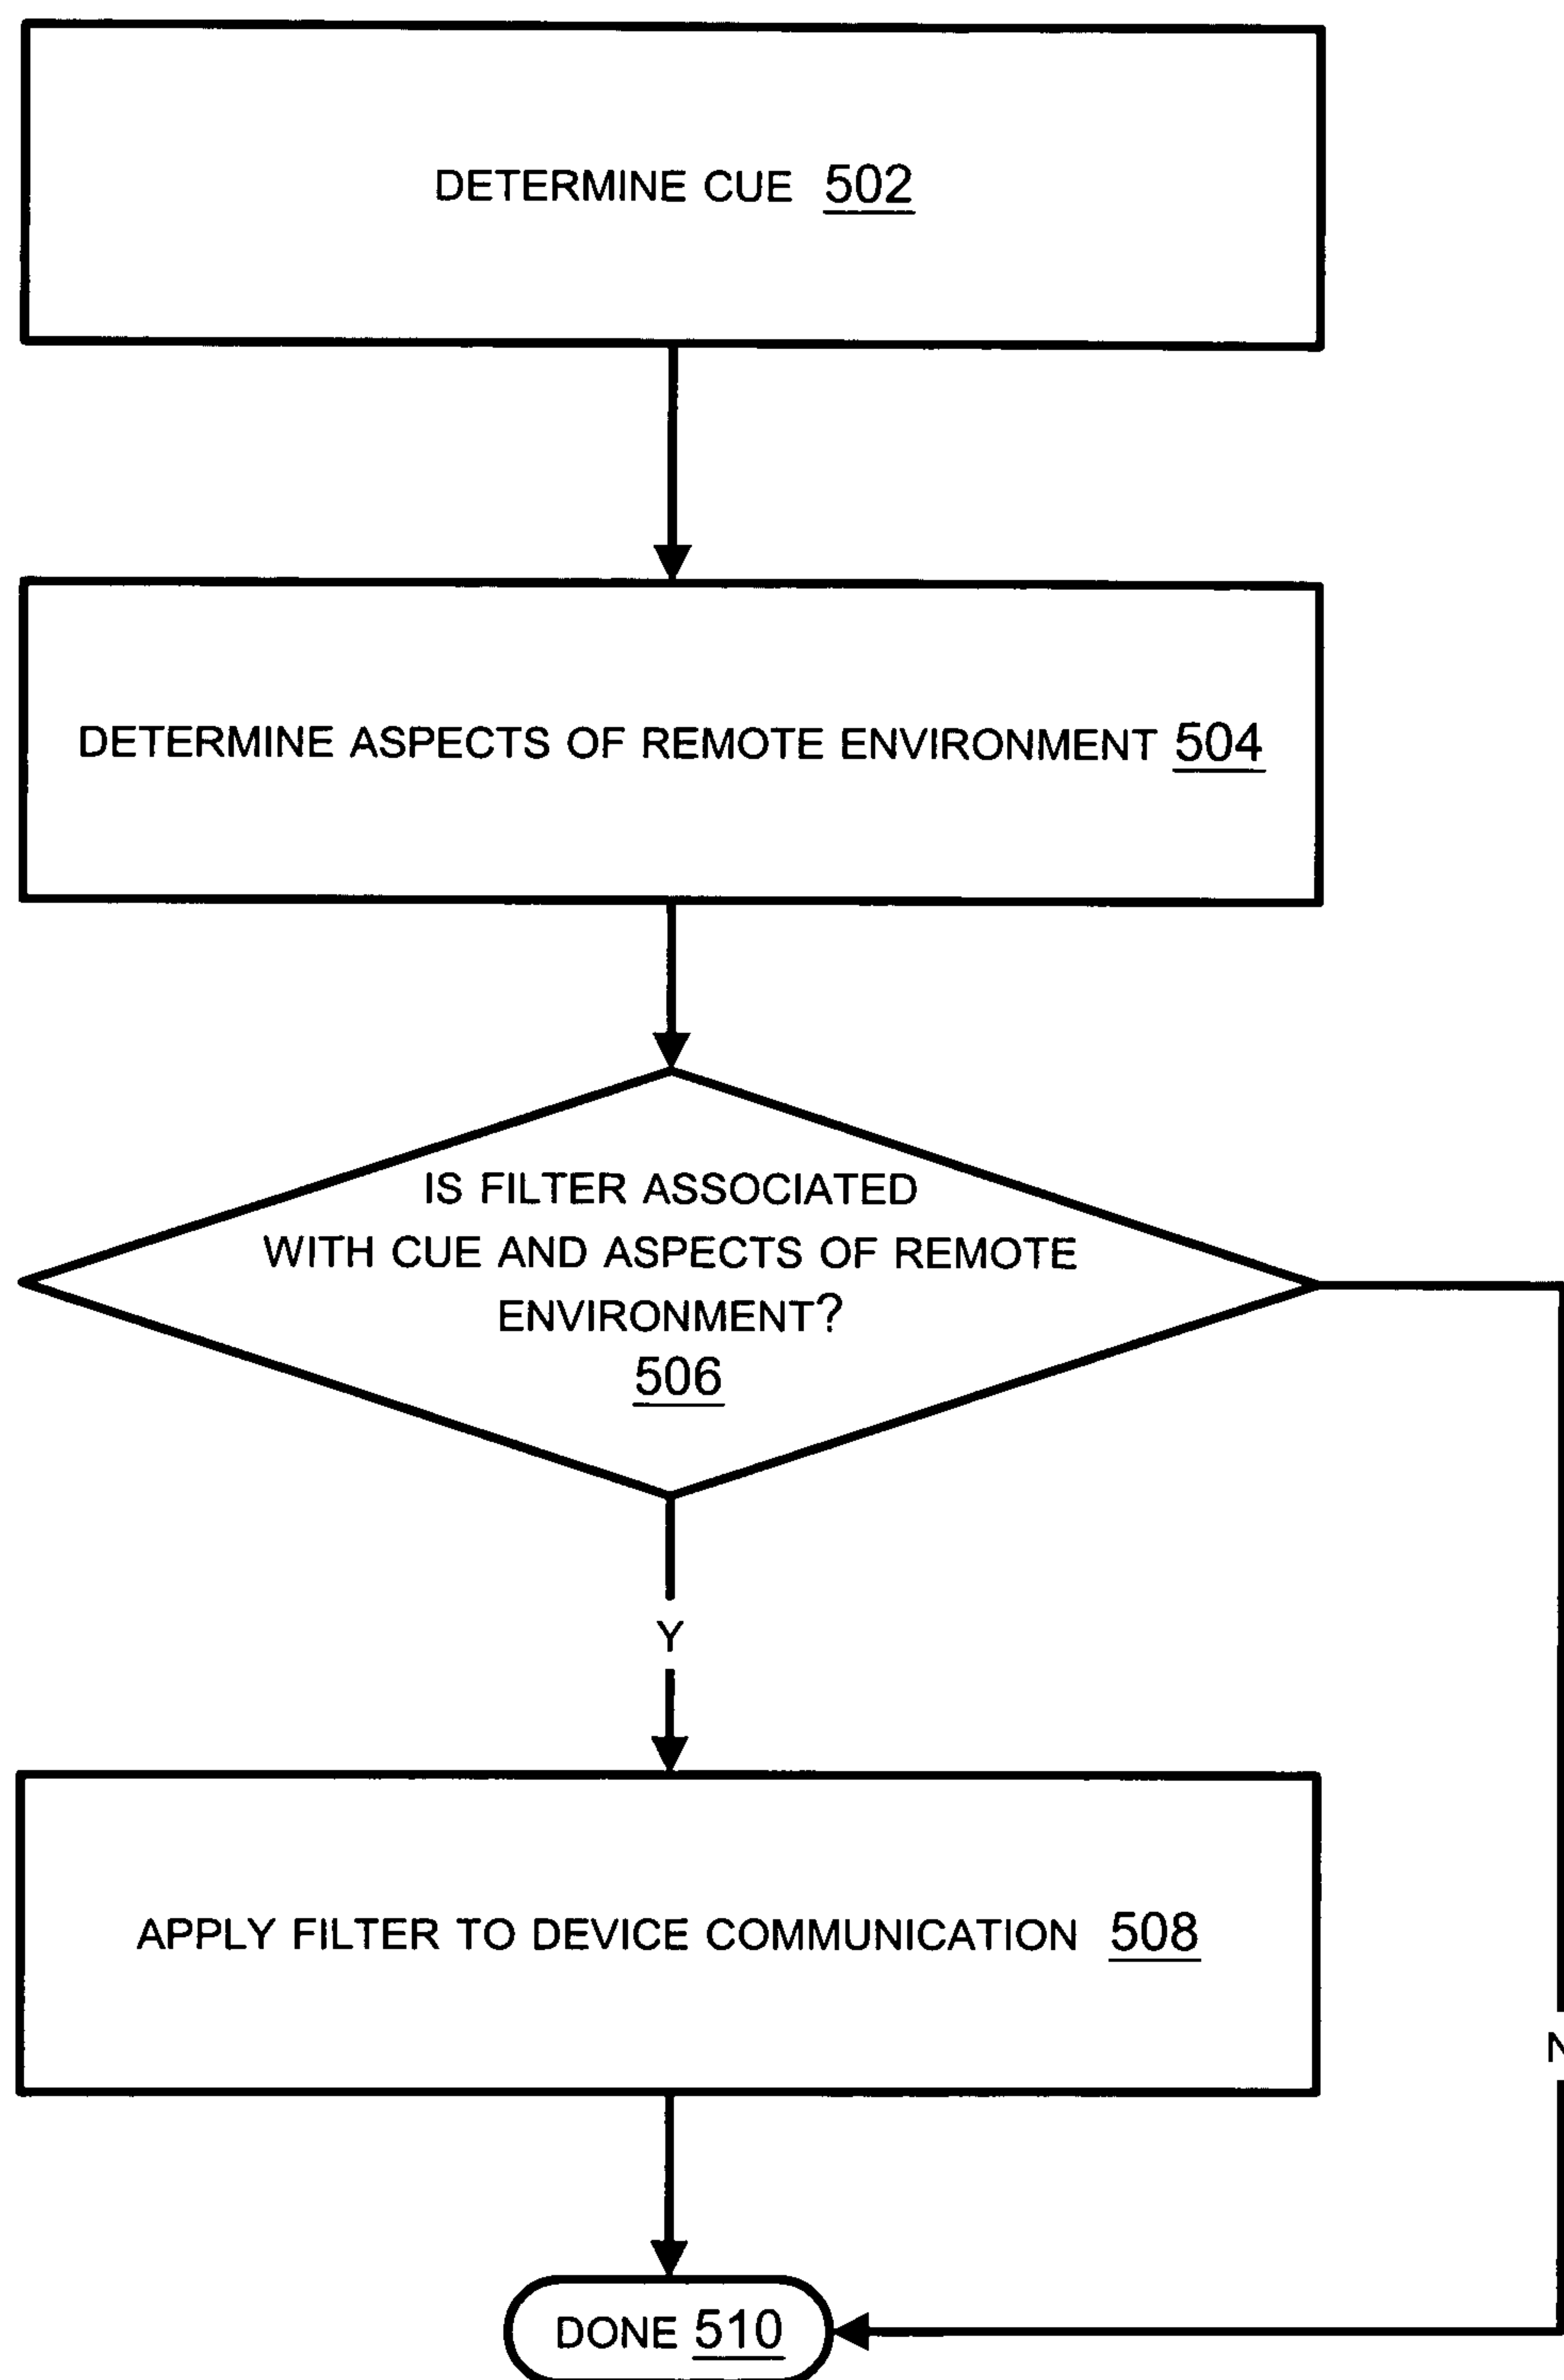 DETERMINE CUE 502
DETERMINE ASPECTS OF REMOTE ENVIRONMENT 504
IS FILTER ASSOCIATED
WITH CUE AND ASPECTS OF REMOTE
ENVIRONMENT?
506
Y
APPLY FILTER TO DEVICE COMMUNICATION 508
N
DONE 510